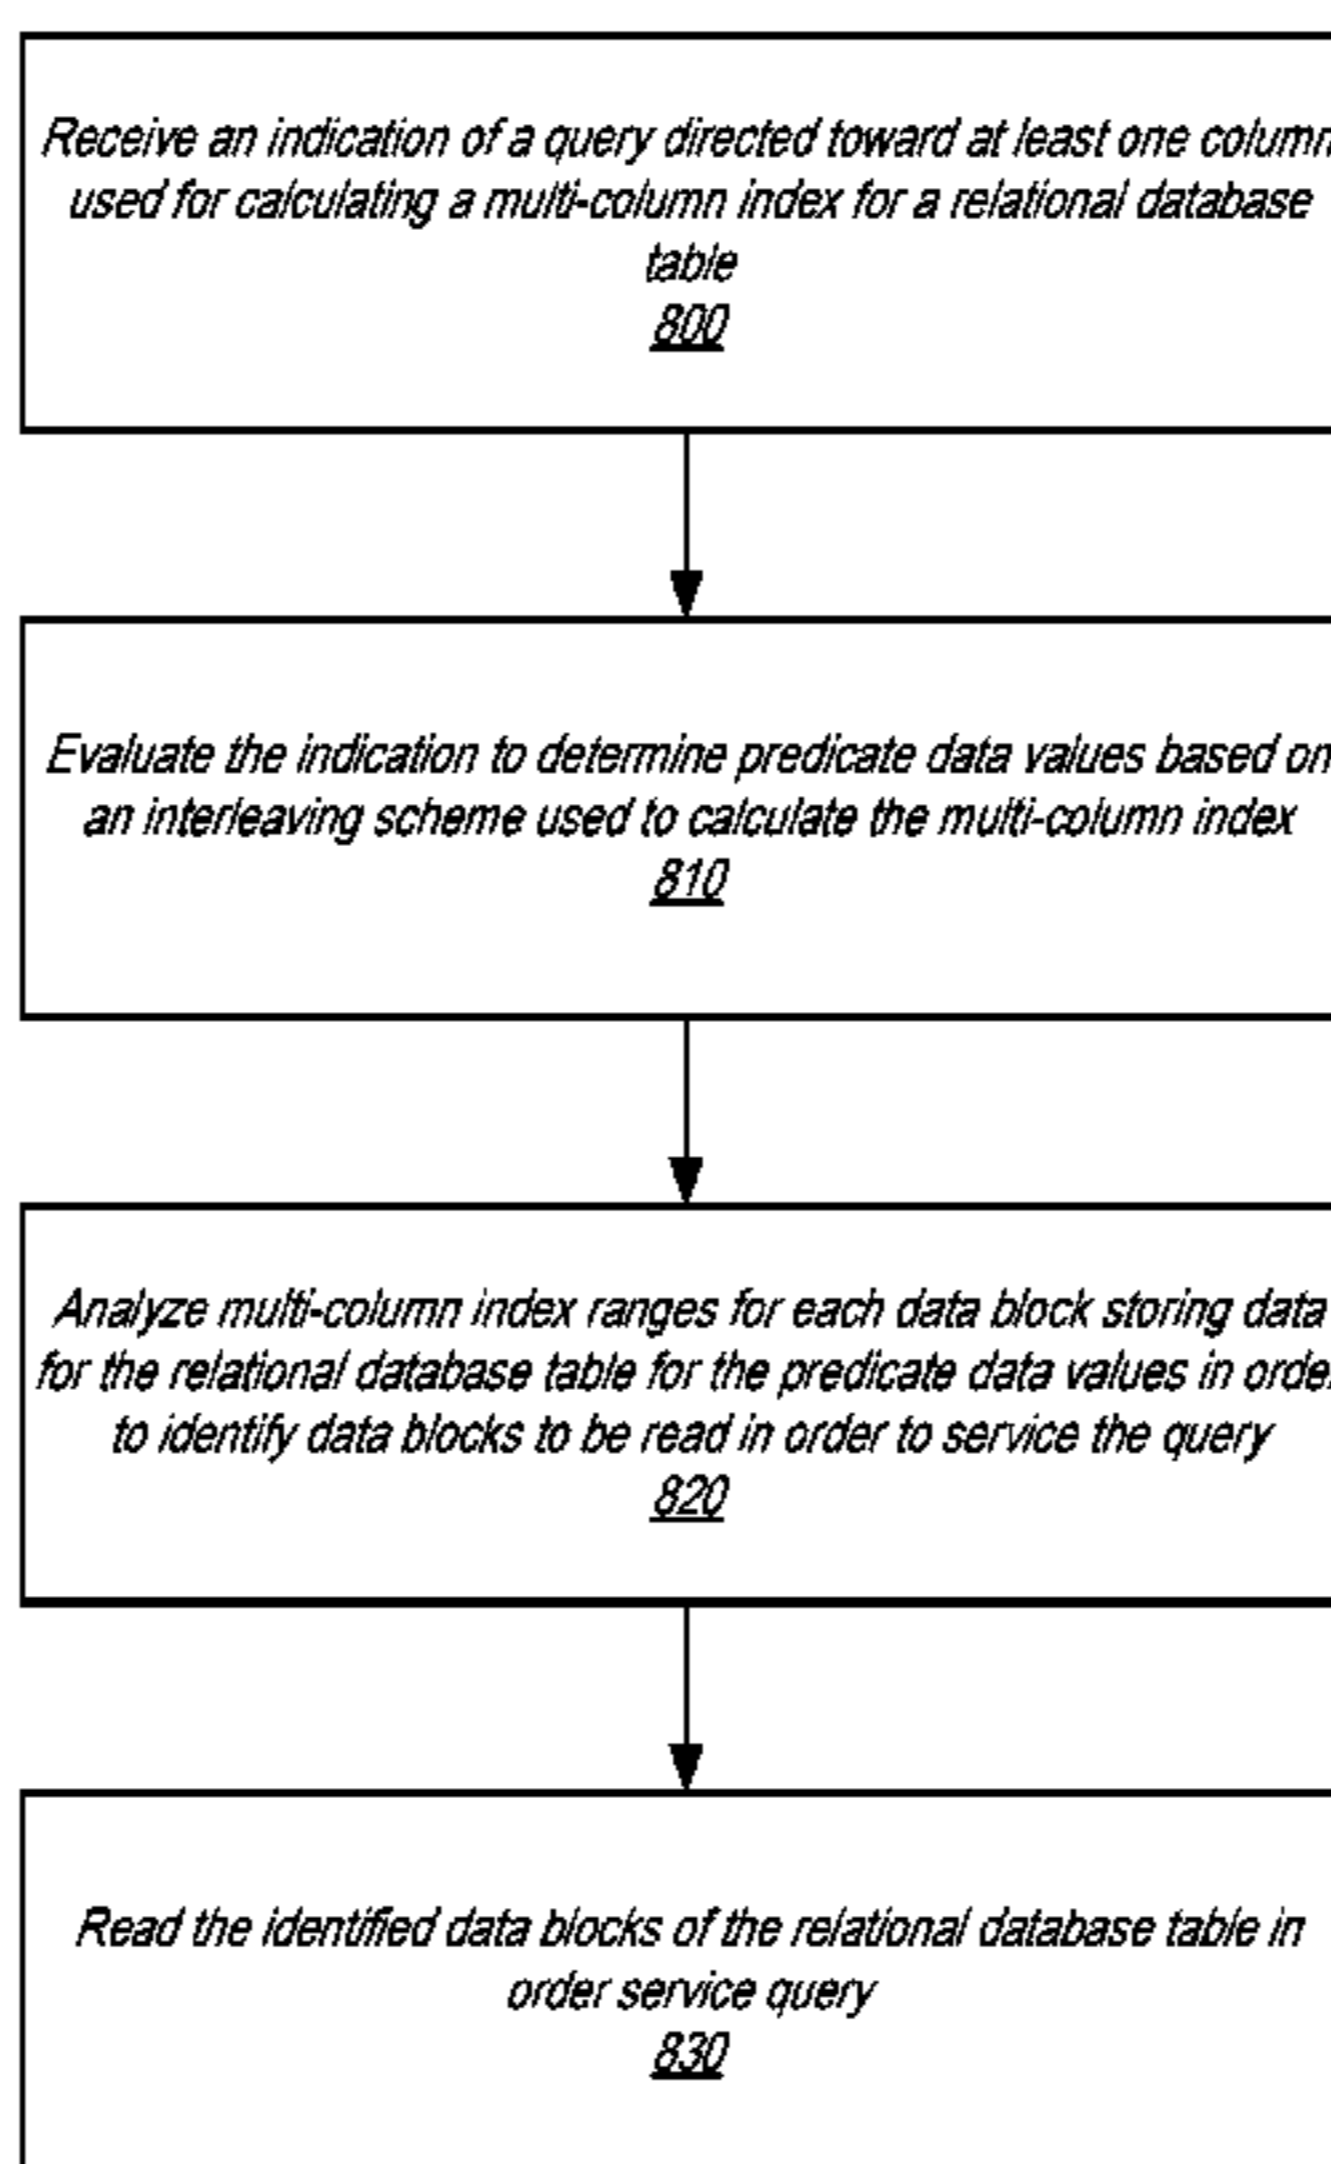 Receive an indication of a query directed toward at least one column
used for calculating a multi-column index for a relational database
table
800
Evaluate the indication to determine predicate data values based on
an interleaving scheme used to calculate the multi-column index
810
Analyze multi-column index ranges for each data block storing data
for the relational database table for the predicate data values in order
to identify data blocks to be read in order to service the query
820
Read the identified data blocks of the relational database table in
order service query
830